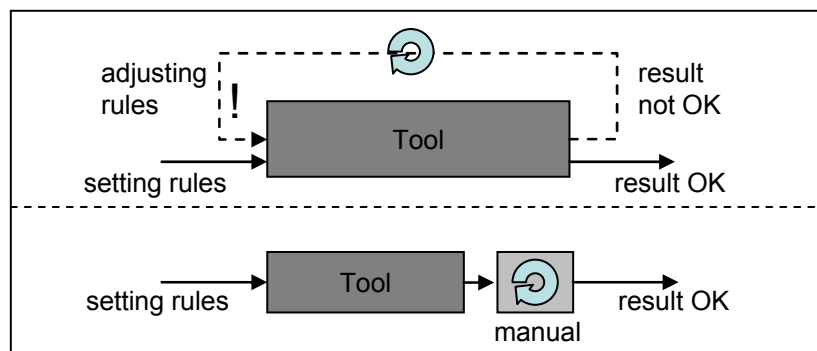 adjusting
rules
!
result
not OK
Tool
setting rules
result OK
Tool
setting rules
result OK
manual